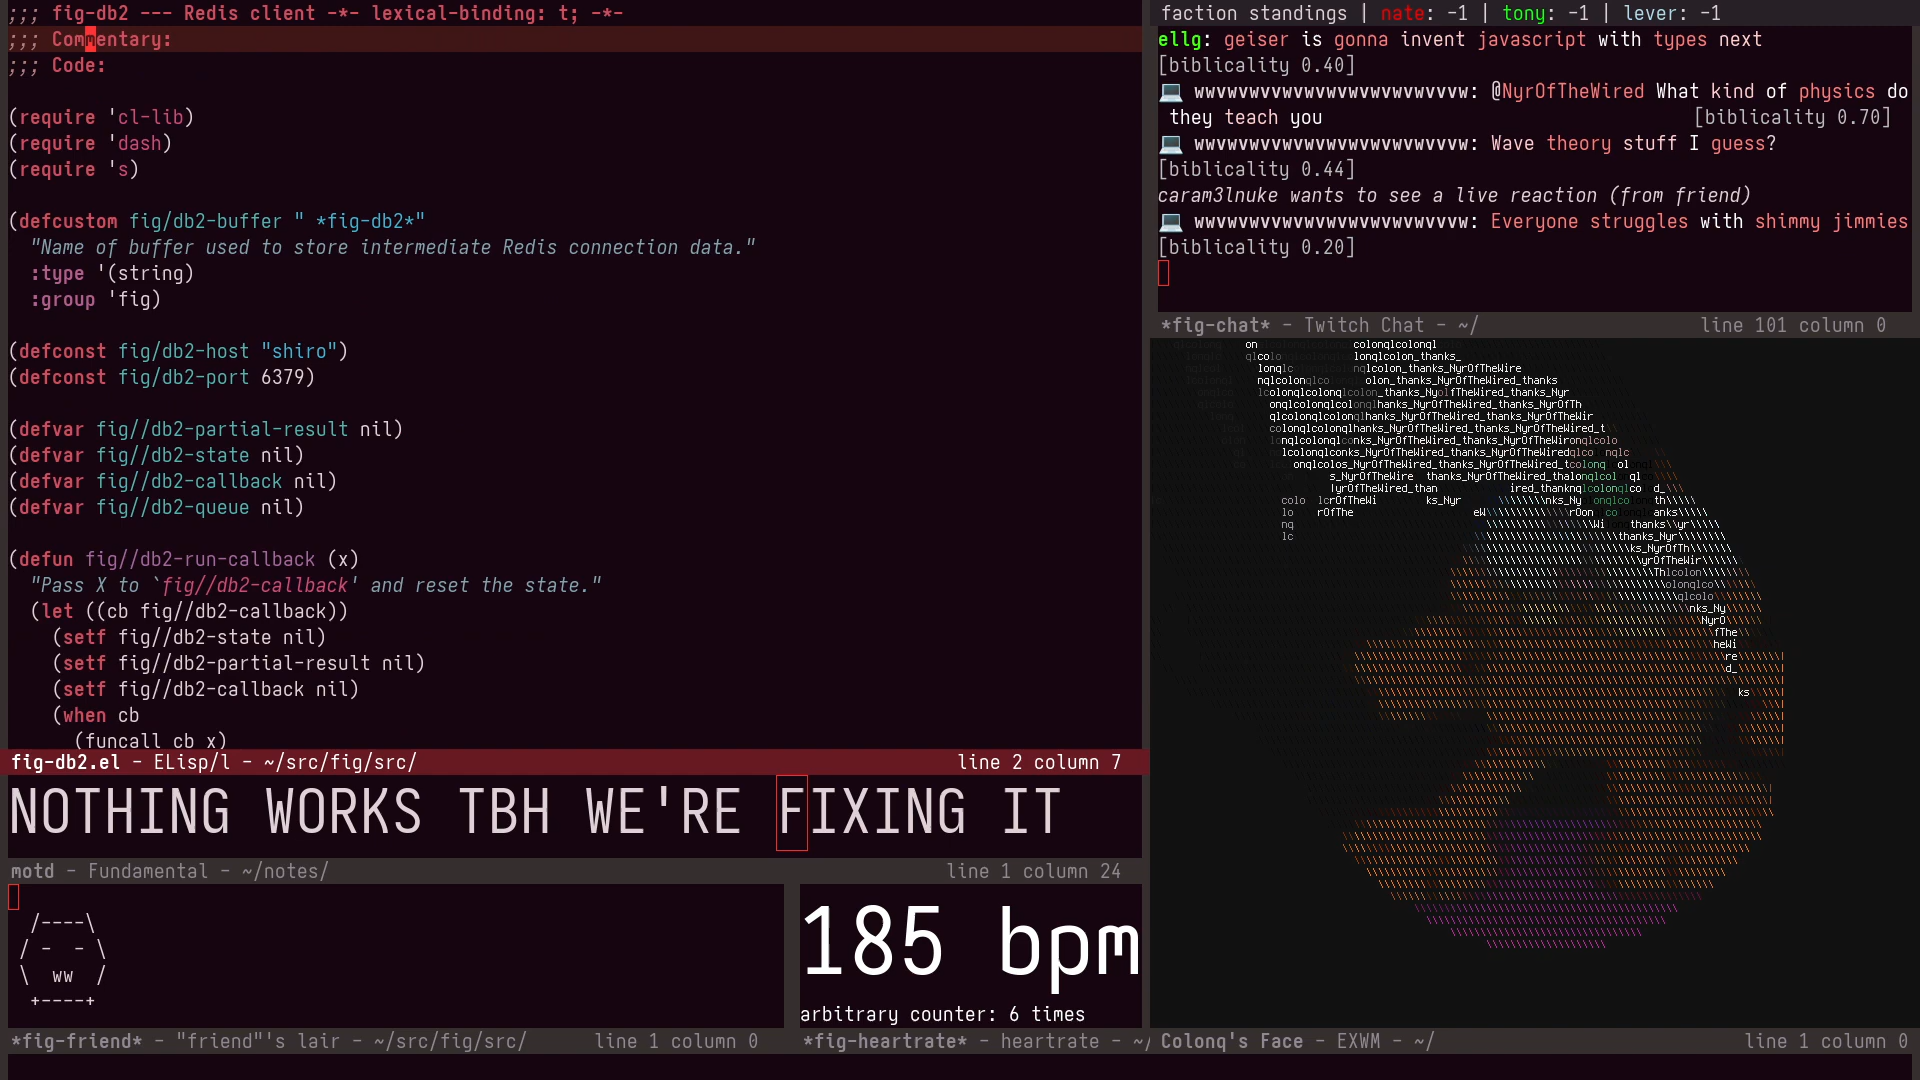 ;;; fig-db2 --- Redis client -*- lexical-binding: t; -*-
;;; Commentary:
;;; Code:
(require 'cl-lib)
(require 'dash)
(require 's)
(defcustom fig/db2-buffer " *fig-db2*"
"Name of buffer used to store intermediate Redis connection data."
:type '(string)
:group 'fig)
(defconst fig/db2-host "shiro")
(defconst fig/db2-port 6379)
(defvar fig//db2-partial-result nil)
(defvar fig//db2-state nil)
(defvar fig//db2-callback nil)
(defvar fig//db2-queue nil)
(defun fig//db2-run-callback (x)
"Pass X to `fig//db2-callback' and reset the state."
(let ((cb fig//db2-callback))
(setf fig//db2-state nil)
(setf fig//db2-partial-result nil)
(setf fig//db2-callback nil)
(when cb
(funcall cb x)
fig-db2.el - ELisp/l - ~/src/fig/src/ line 2 column 7
NOTHING WORKS TBH WE'RE FIXING IT
motd - Fundamental - ~/notes/ line 1 column 24
/----\
/ -  - \
\  ww  /
+----+
*fig-friend* - "friend"'s lair - ~/src/fig/src/ line 1 column 0
185 bpm
arbitrary counter: 6 times
*fig-heartrate* - heartrate - ~/
faction standings | nate: -1 | tony: -1 | lever: -1
ellg: geiser is gonna invent javascript with types next
[biblicality 0.40]
@NyrOfTheWired What kind of physics do
they teach you [biblicality 0.70]
Wave theory stuff I guess?
[biblicality 0.44]
caram3lnuke wants to see a live reaction (from friend)
Everyone struggles with shimmy jimmies
[biblicality 0.20]
*fig-chat* - Twitch Chat - ~/ line 101 column 0
on colonqlcolonql
qlcolo lonqlcolon_thanks_
lonqlc nqlcolon_thanks_NyrOfTheWire
nqlcolonqlco olon_thanks_NyrOfTheWired_thanks
Colonq's Face - EXWM - ~/ line 1 column 0